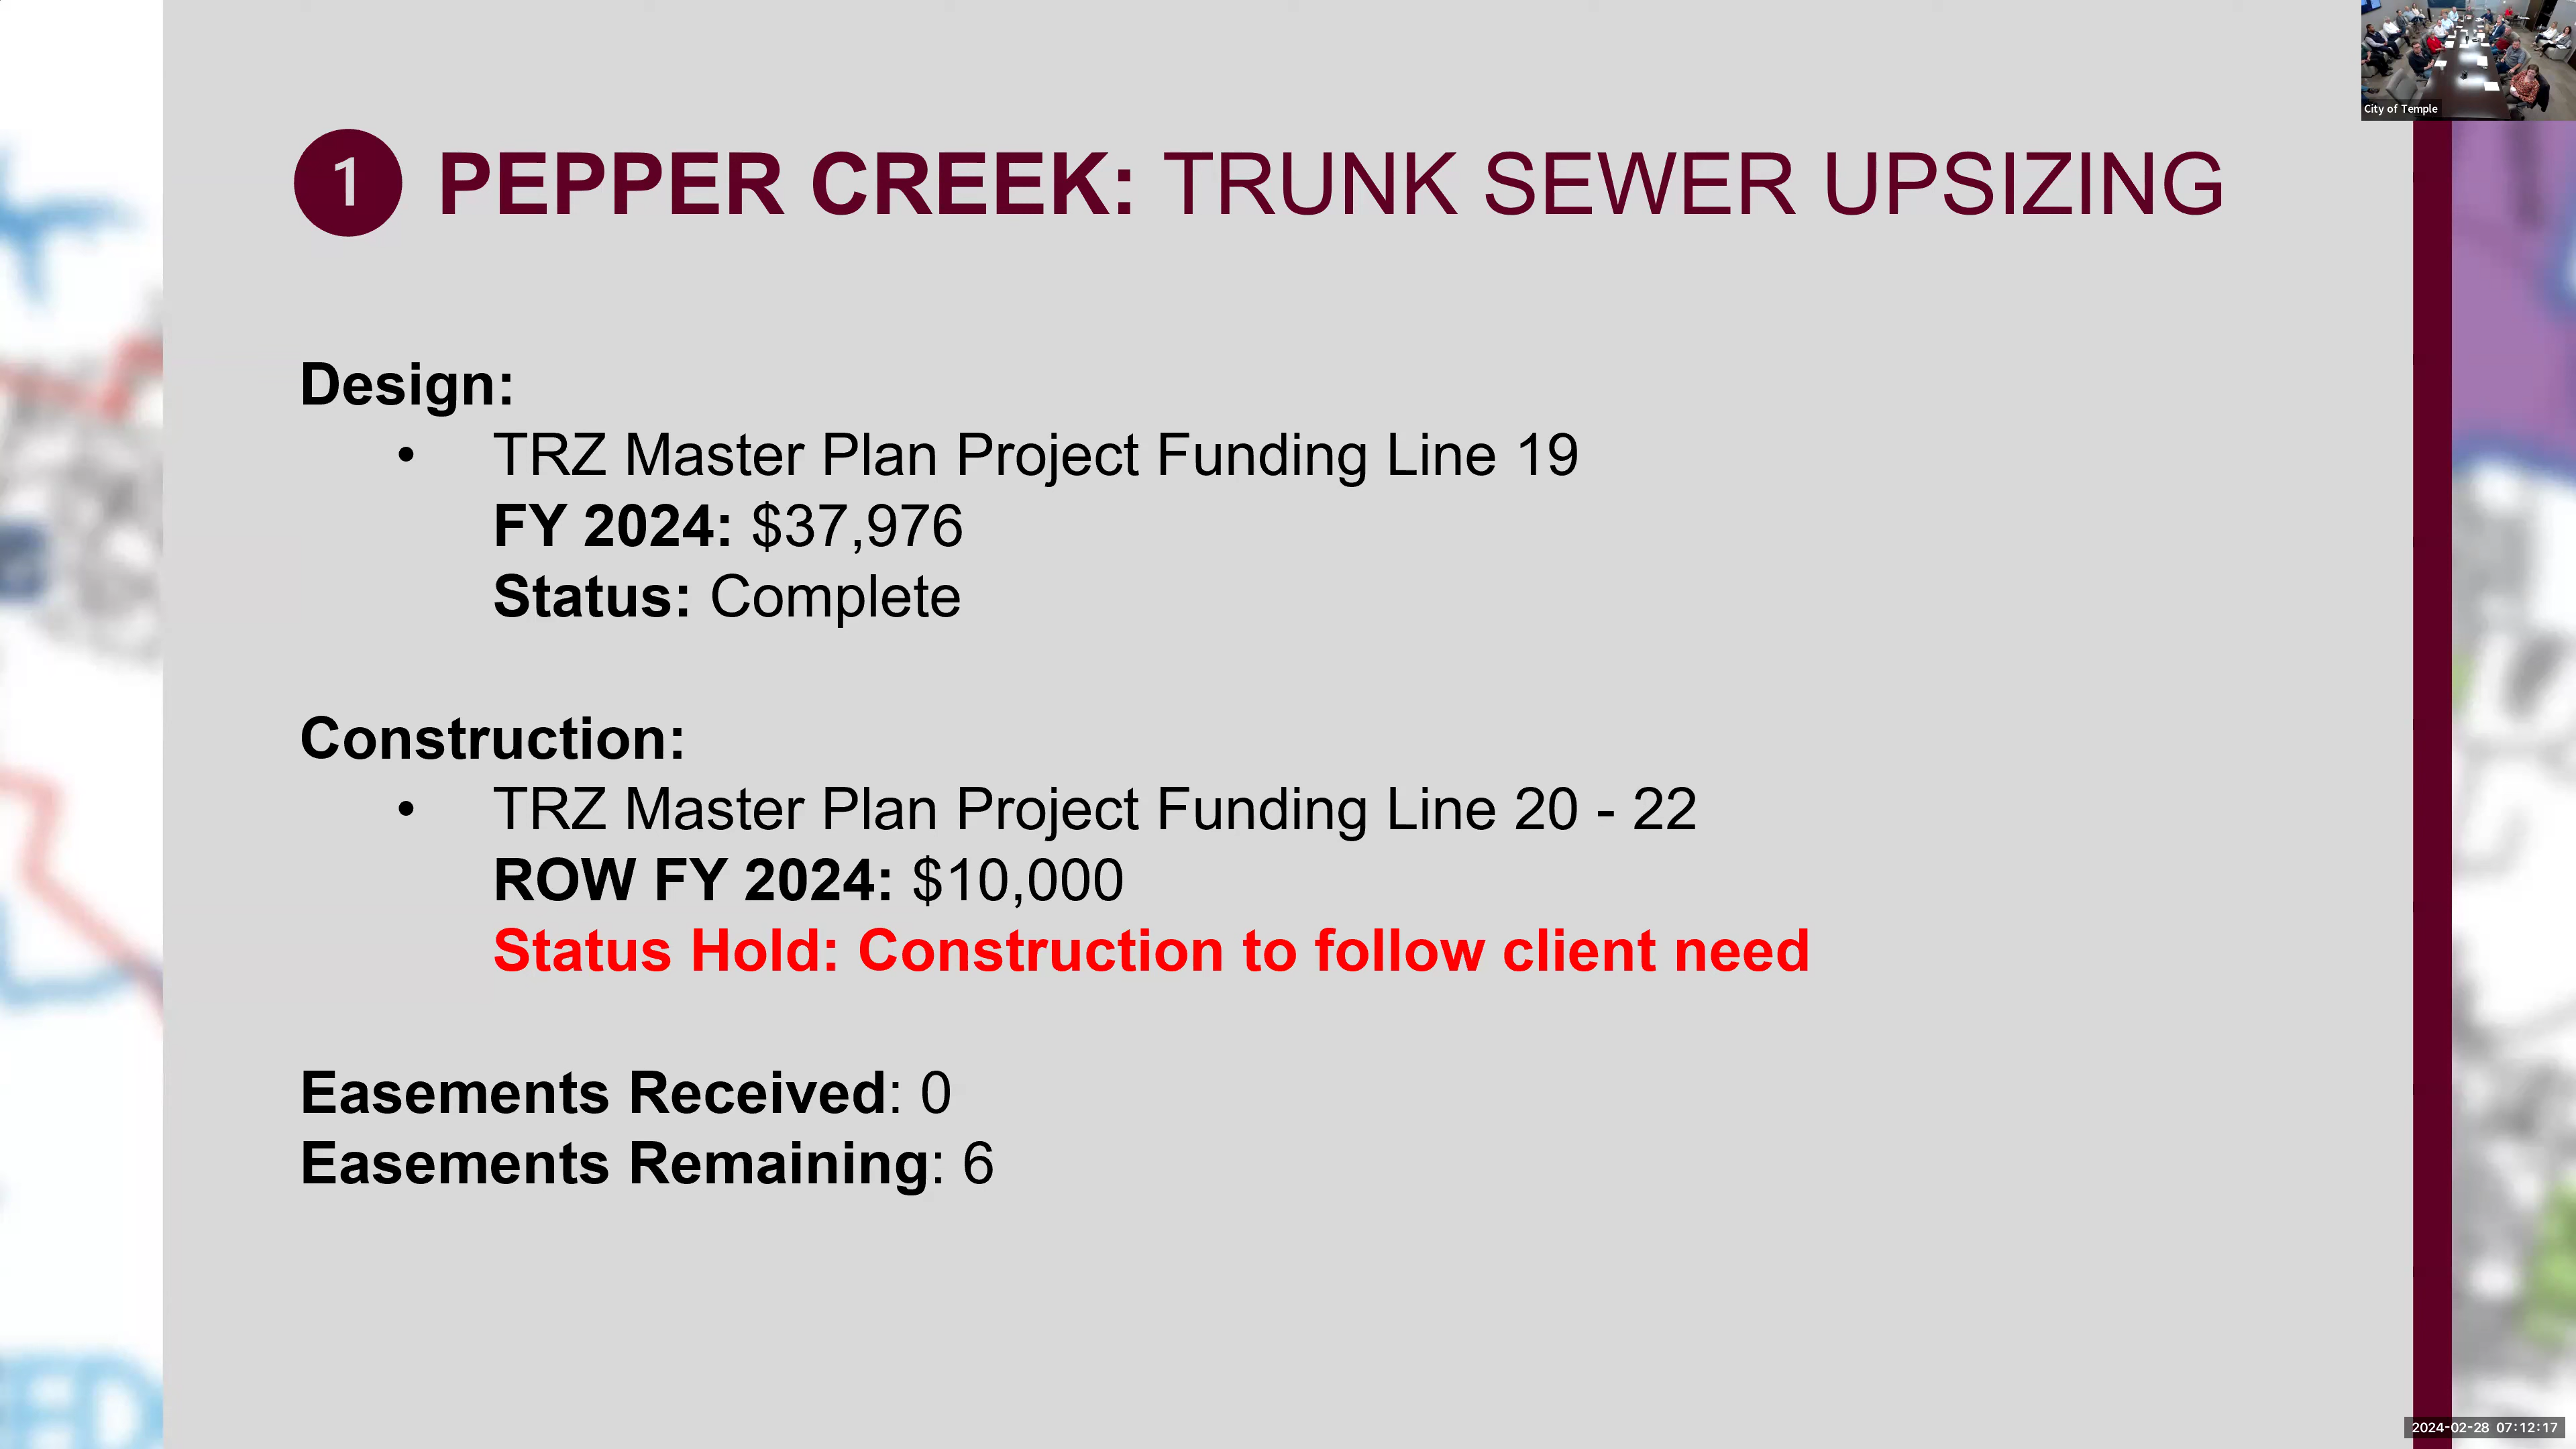 City of Temple
1 PEPPER CREEK: TRUNK SEWER UPSIZING
Design:
• TRZ Master Plan Project Funding Line 19
FY 2024: $37,976
Status: Complete
Construction:
• TRZ Master Plan Project Funding Line 20 - 22
ROW FY 2024: $10,000
Status Hold: Construction to follow client need
Easements Received: 0
Easements Remaining: 6
ED
2024-02-28 07:12:17